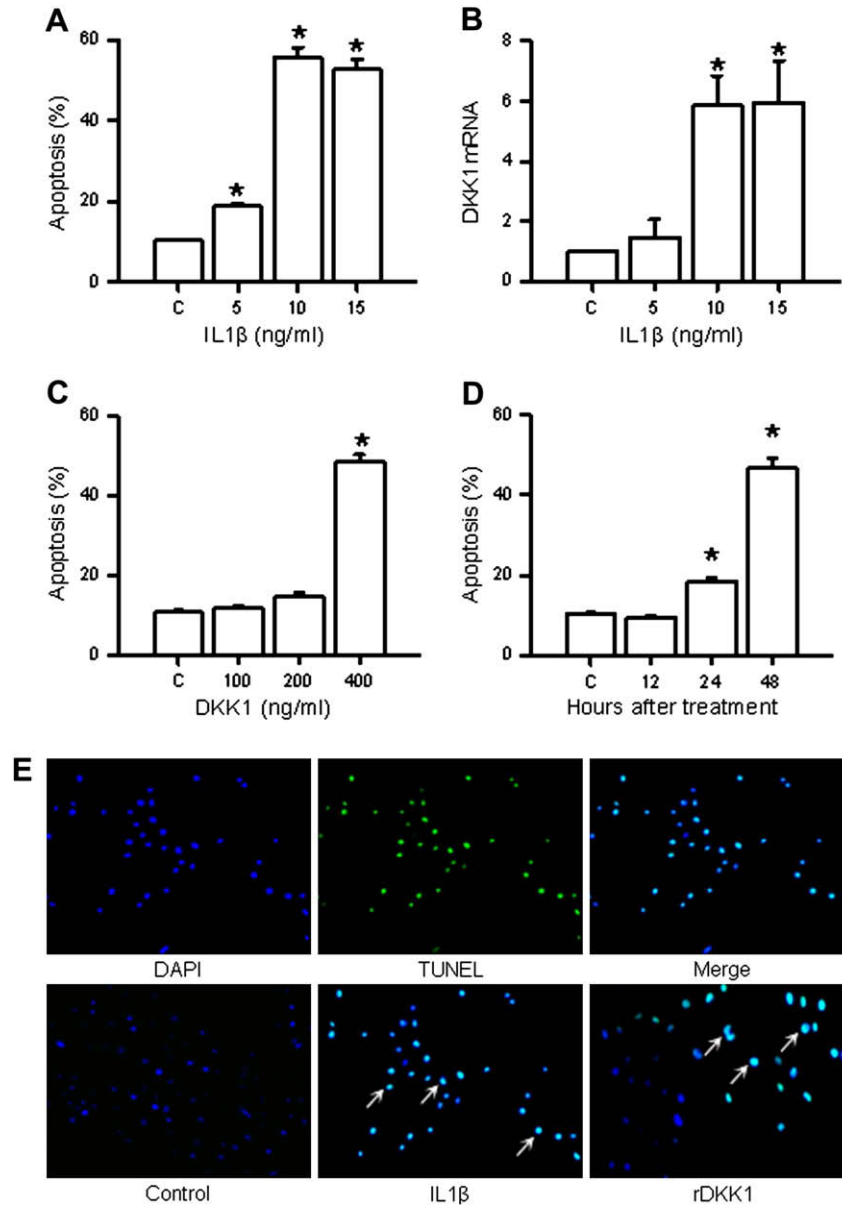 A
Apoptosis (%)
60
40
20
0
*
*
*
C 5 10 15
IL1β (ng/ml)
B
DKK1 mRNA
8
6
4
2
0
*
*
C 5 10 15
IL1β (ng/ml)
C
Apoptosis (%)
60
40
20
0
*
C 100 200 400
DKK1 (ng/ml)
D
Apoptosis (%)
60
40
20
0
*
*
C 12 24 48
Hours after treatment
E
DAPI TUNEL Merge
Control IL1β rDKK1